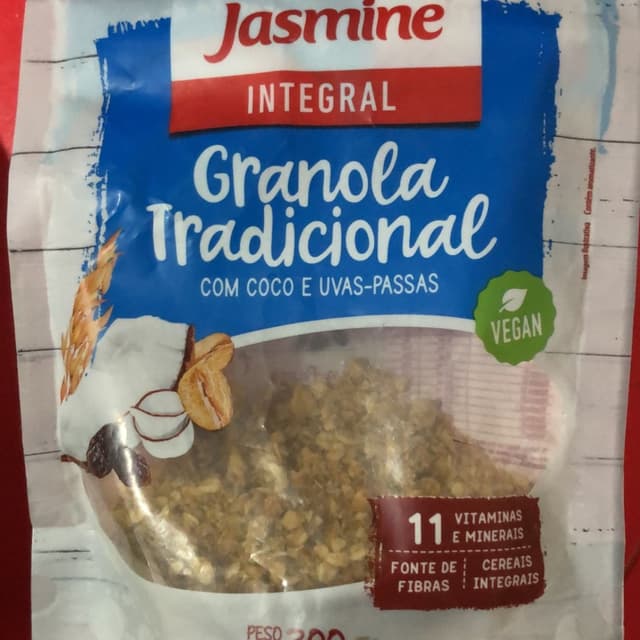 Jasmine
INTEGRAL
Granola
Tradicional
COM COCO E UVAS-PASSAS
VEGAN
11 VITAMINAS
E MINERAIS
FONTE DE
FIBRAS
CEREAIS
INTEGRAIS
PESO